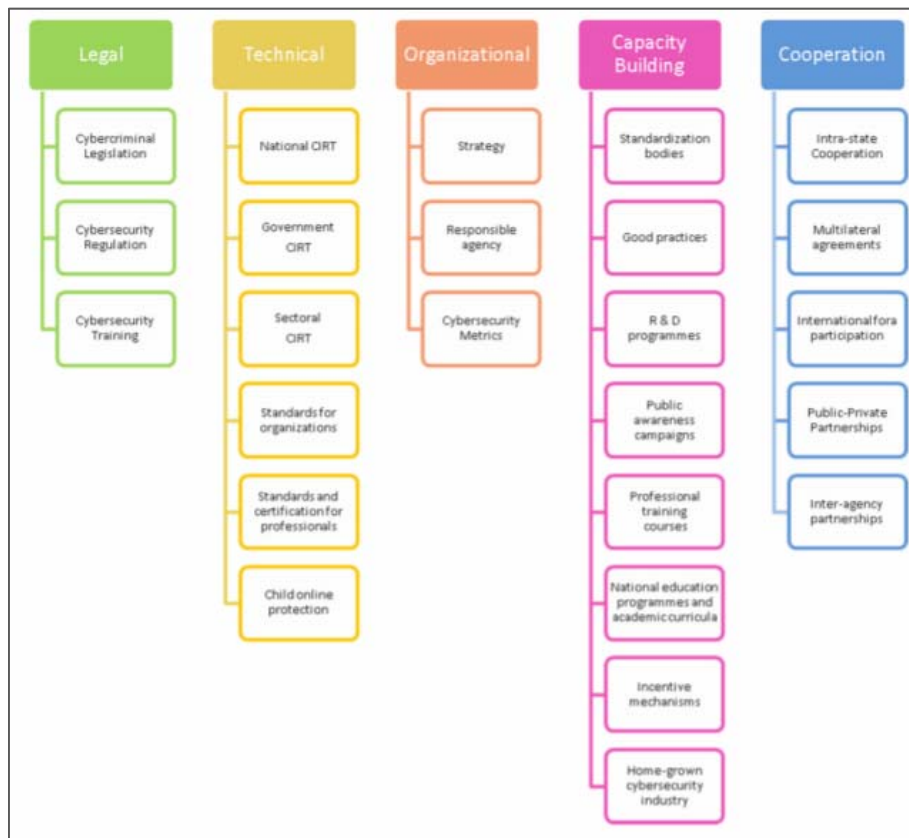 Legal
Cybercriminal
Legislation
Cybersecurity
Regulation
Cybersecurity
Training
Technical
National CIRT
Government
CIRT
Sectoral
CIRT
Standards for
organizations
Standards and
certification for
professionals
Child online
protection
Organizational
Strategy
Responsible
agency
Cybersecurity
Metrics
Capacity
Building
Standardization
bodies
Good practices
R & D
programmes
Public
awareness
campaigns
Professional
training
courses
National education
programmes and
academic curricula
Incentive
mechanisms
Home-grown
cybersecurity
industry
Cooperation
Intra-state
Cooperation
Multilateral
agreements
International fora
participation
Public-Private
Partnerships
Inter-agency
partnerships